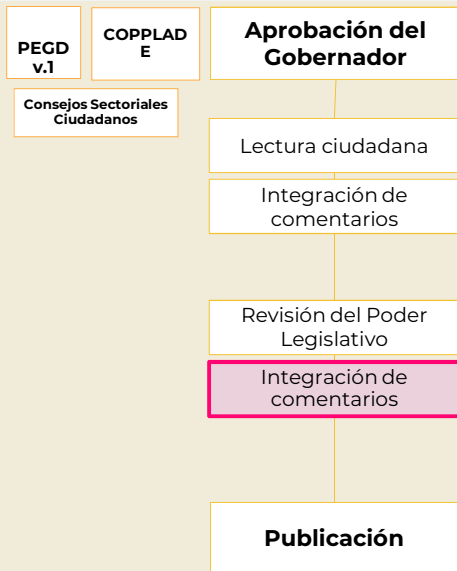 PEGD
v.1
COPPLAD
E
Consejos Sectoriales
Ciudadanos
Aprobación del
Gobernador
Lectura ciudadana
Integración de
comentarios
Revisión del Poder
Legislativo
Integración de
comentarios
Publicación